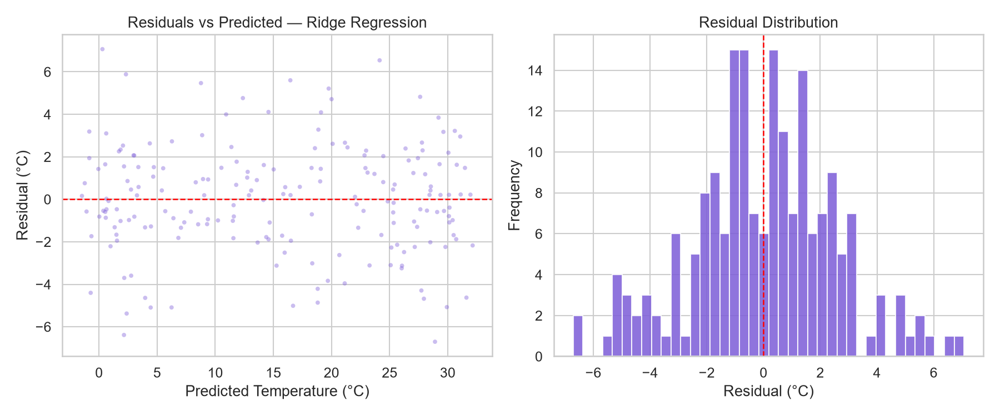 Residuals vs Predicted — Ridge Regression
6
4
2
0
−2
−4
−6
Residual (°C)
0 5 10 15 20 25 30
Predicted Temperature (°C)
Residual Distribution
14
12
10
8
6
4
2
0
Frequency
−6 −4 −2 0 2 4 6
Residual (°C)